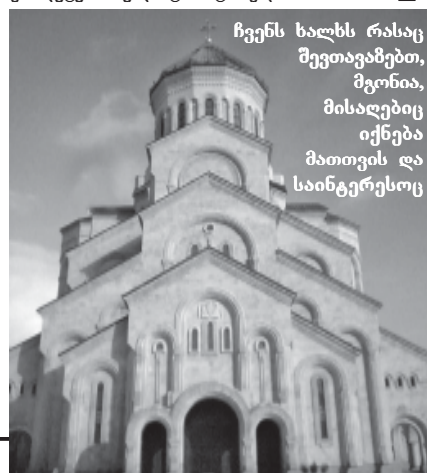 ჩვენს ხალხს რასაც
შევთავაზებთ,
მგონია,
მისაღებიც
იქნება
მათთვის და
საინტერესოც